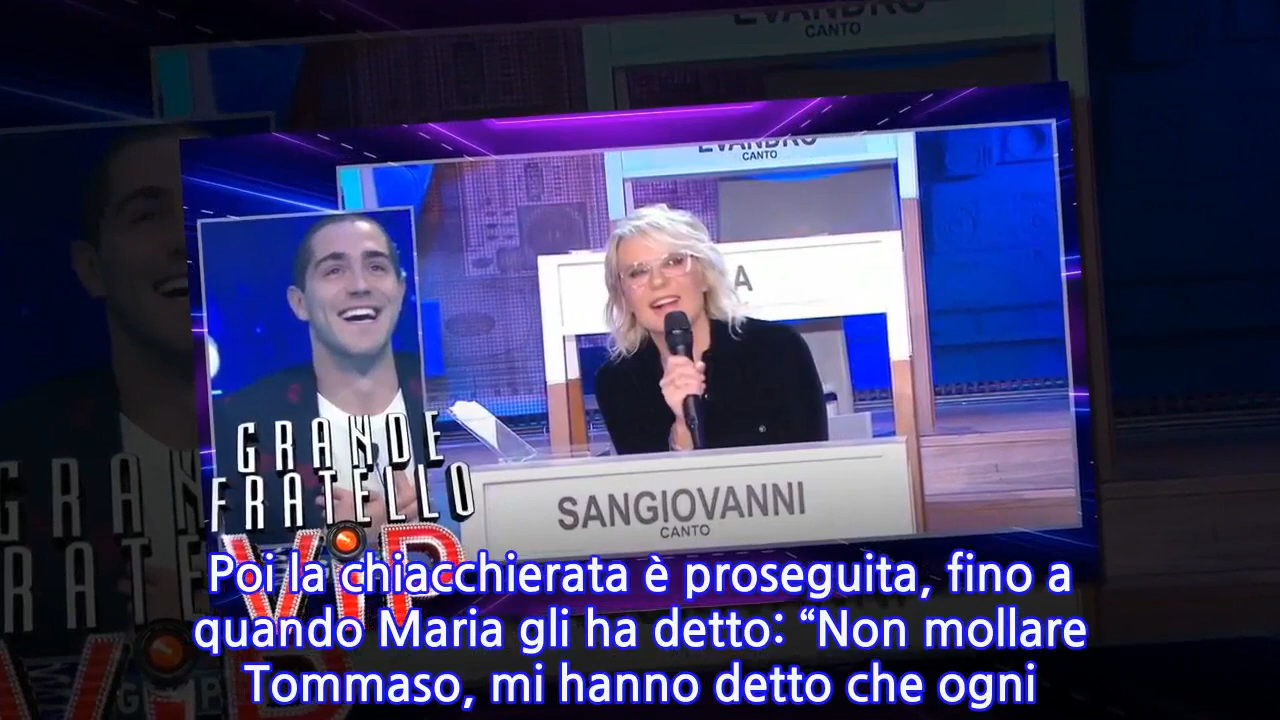 EVANDRO
CANTO
EVANDRO
CANTO
A
SANGIOVANNI
CANTO
GRANDE
FRATELLO
VIP
Poi la chiacchierata è proseguita, fino a
quando Maria gli ha detto: “Non mollare
Tommaso, mi hanno detto che ogni